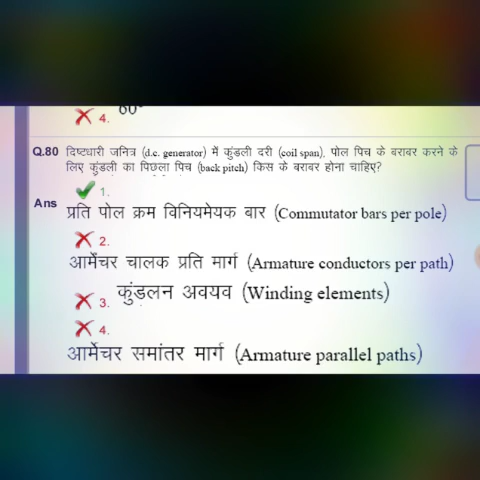 4.
Q.80 दिष्टधारी जनित्र (d.c. generator) में कुंडली दरी (coil span), पोल पिच के बराबर करने के
लिए कुंडली का पिछला पिच (back pitch) किस के बराबर होना चाहिए?
Ans
1.
प्रति पोल क्रम विनियमेयक बार (Commutator bars per pole)
2.
आर्मेचर चालक प्रति मार्ग (Armature conductors per path)
3. कुंडलन अवयव (Winding elements)
4.
आर्मेचर समांतर मार्ग (Armature parallel paths)